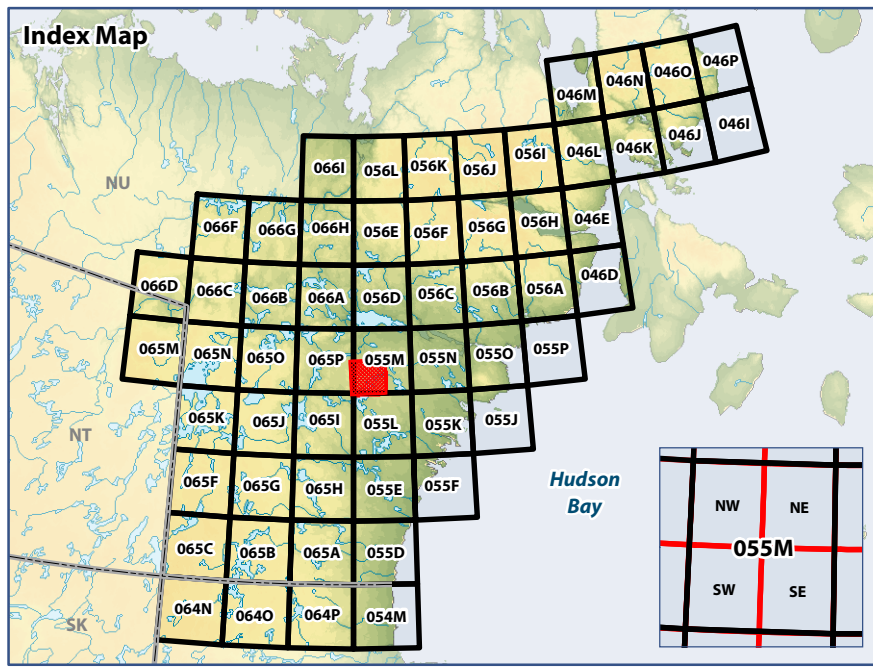 Index Map
046M 046N 046O 046P
066I 056L 056K 056J 056I 046L 046K 046J 046I
NU
066F 066G 066H 056E 056F 056G 056H 046E
066D 066C 066B 066A 056D 056C 056B 056A 046D
065M 065N 065O 065P 055M 055N 055O 055P
NT
065K 065J 065I 055L 055K 055J
065F 065G 065H 055E 055F
Hudson
Bay
065C 065B 065A 055D
SK
064N 064O 064P 054M
NW NE
055M
SW SE